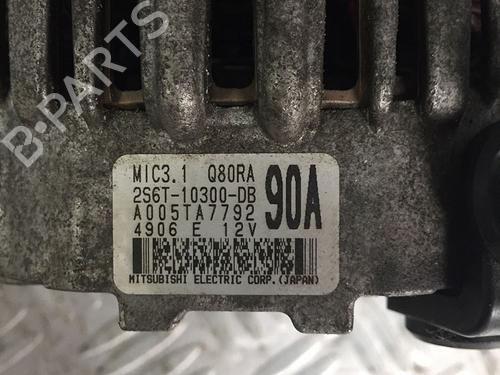 B-PARTS
MIC3.1 Q80RA
2S6T-10300-DB
A005TA7792 90A
4906 E 12V
MITSUBISHI ELECTRIC CORP.(JAPAN)